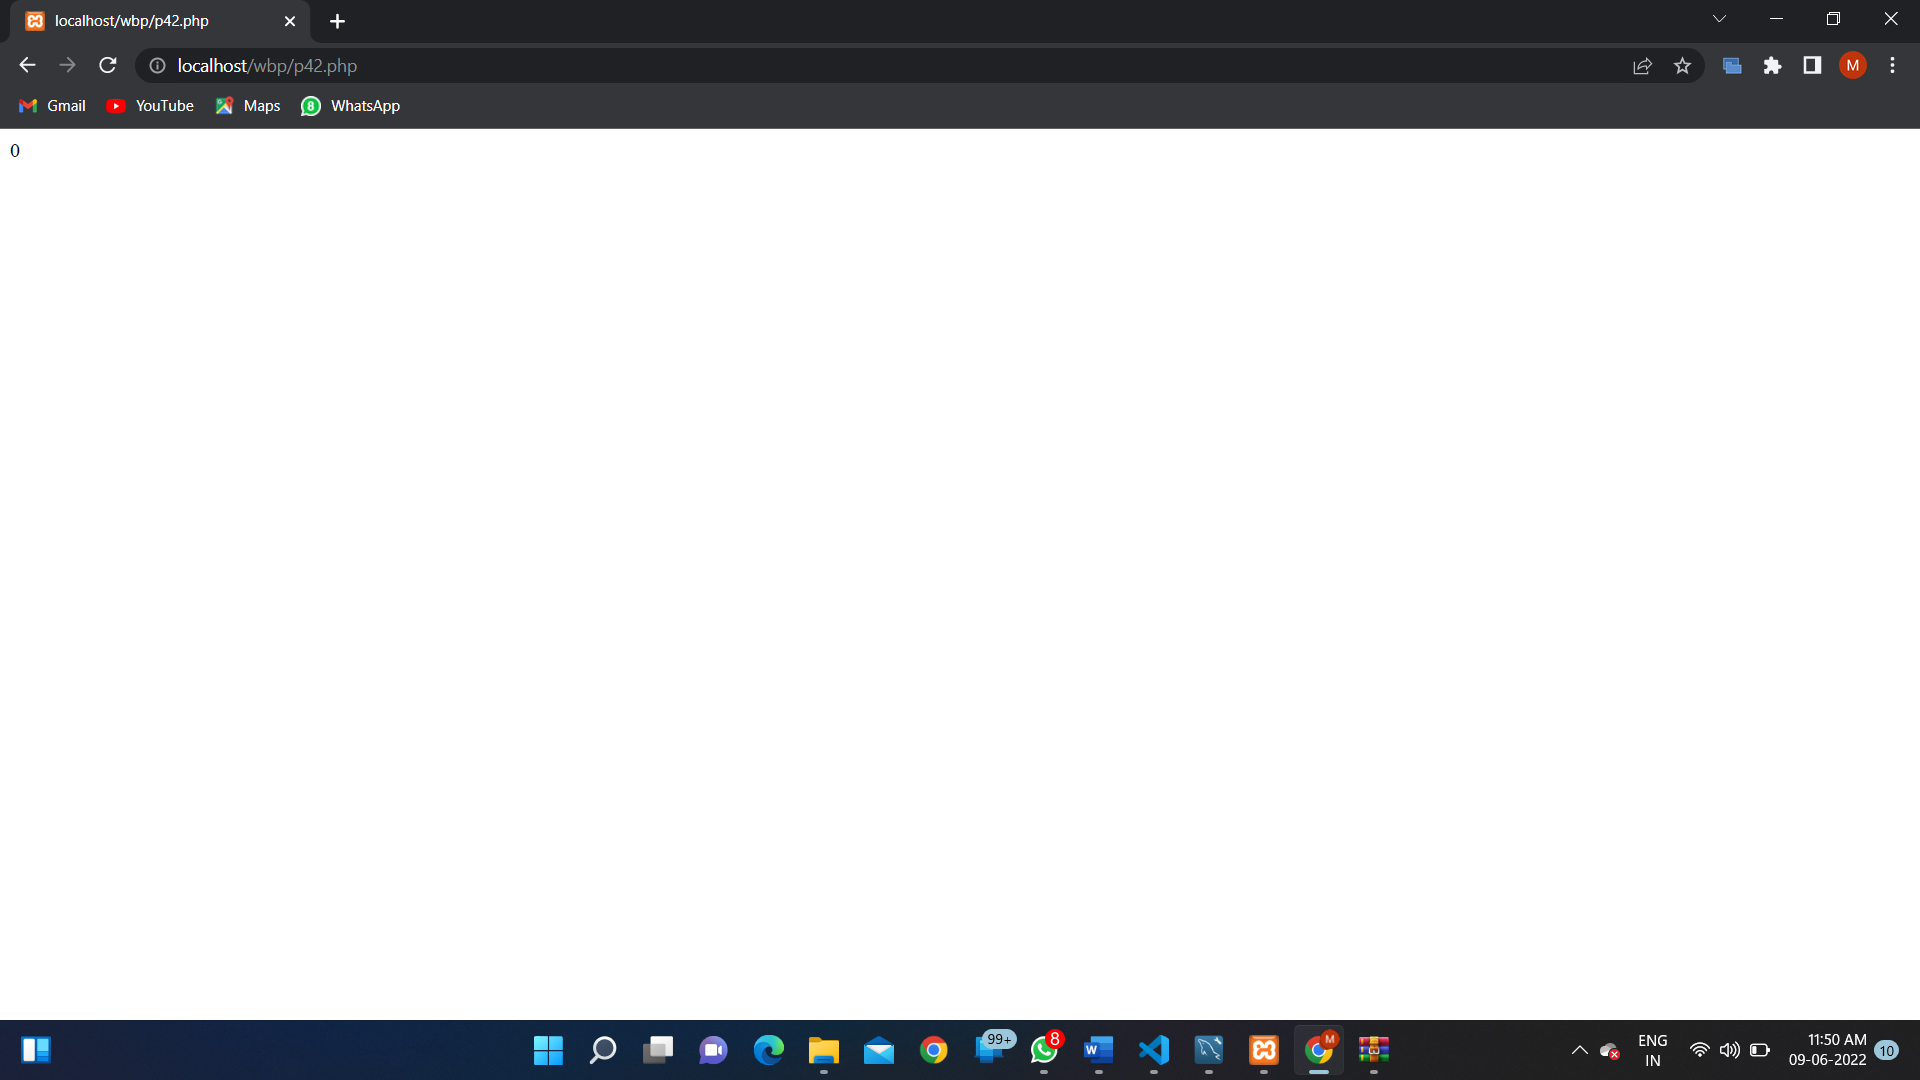 localhost/wbp/p42.php
localhost/wbp/p42.php
M
Gmail YouTube 8 Maps WhatsApp
0
99+ 8 W M
ENG
IN
11:50 AM
09-06-2022
10